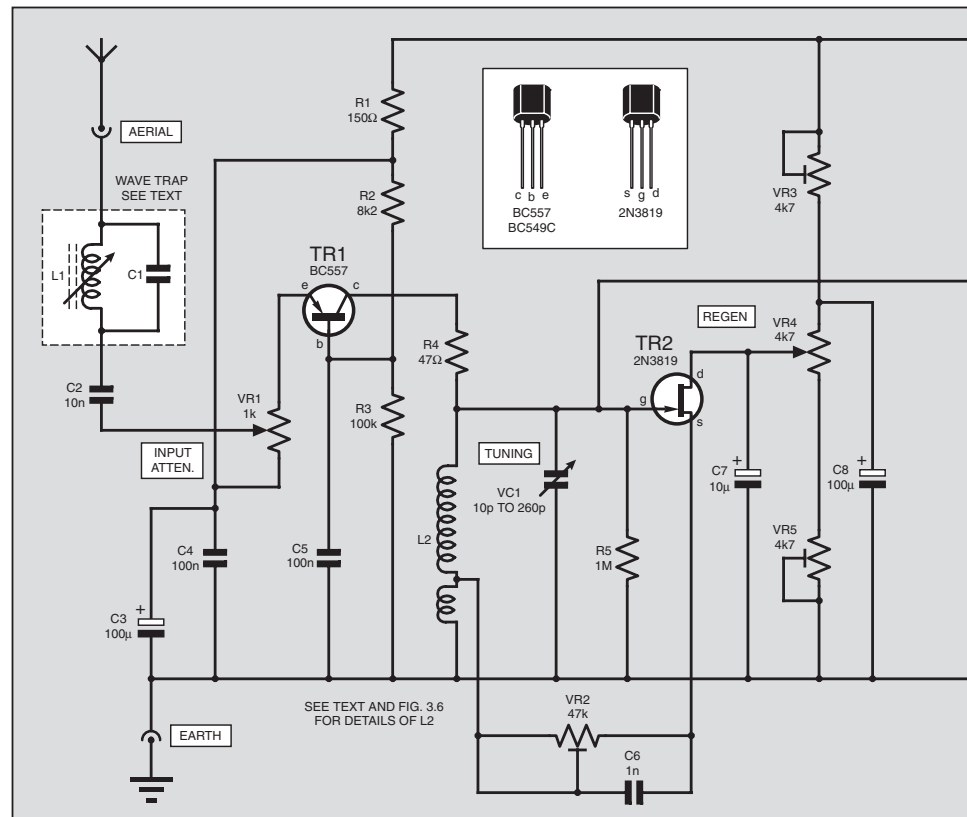 AERIAL
WAVE TRAP
SEE TEXT
L1
C1
C2
10n
VR1
1k
INPUT
ATTEN.
R1
150Ω
R2
8k2
TR1
BC557
e
c
b
R3
100k
R4
47Ω
c b e
BC557
BC549C
s g d
2N3819
VR3
4k7
REGEN
VR4
4k7
TR2
2N3819
d
g
s
TUNING
VC1
10p TO 260p
L2
R5
1M
C7
+
10µ
C8
+
100µ
VR5
4k7
C4
100n
C5
100n
C3
+
100µ
SEE TEXT AND FIG. 3.6
FOR DETAILS OF L2
EARTH
VR2
47k
C6
1n